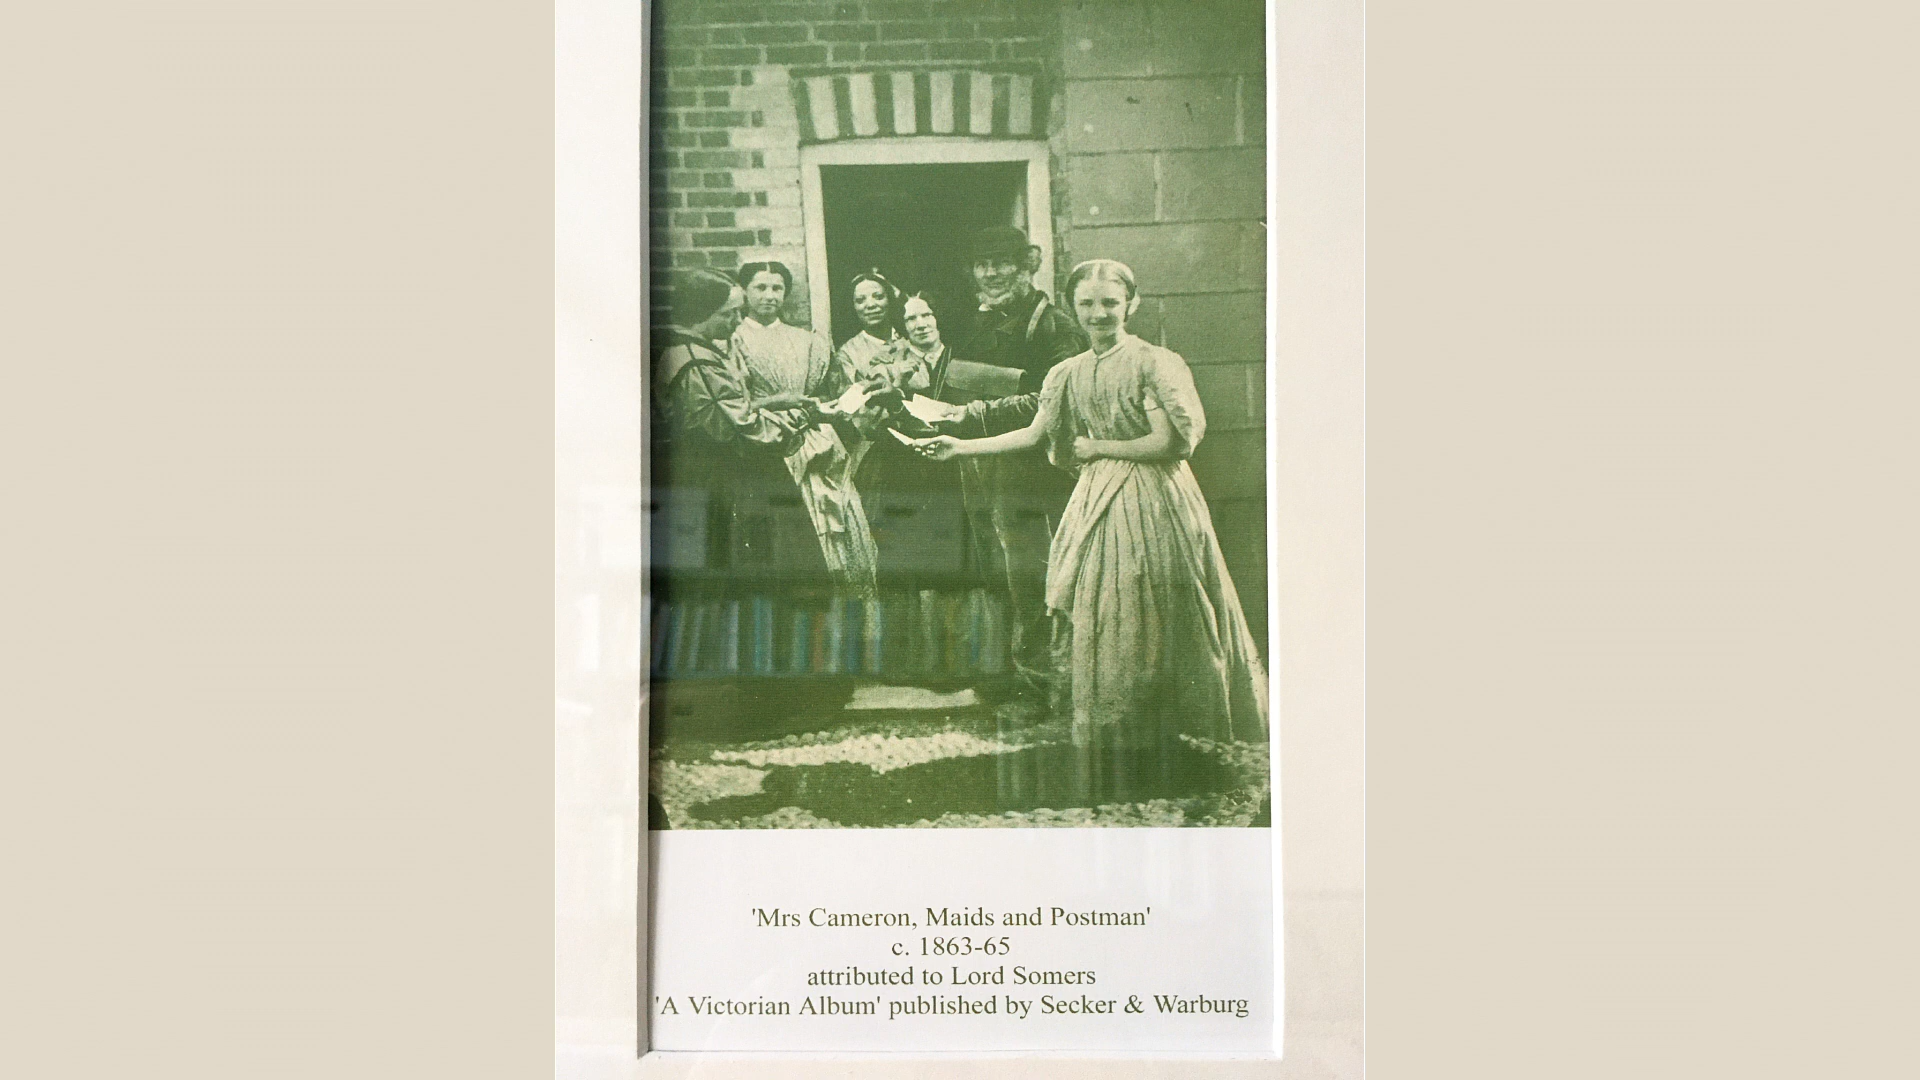 'Mrs Cameron, Maids and Postman'
c. 1863-65
attributed to Lord Somers
'A Victorian Album' published by Secker & Warburg